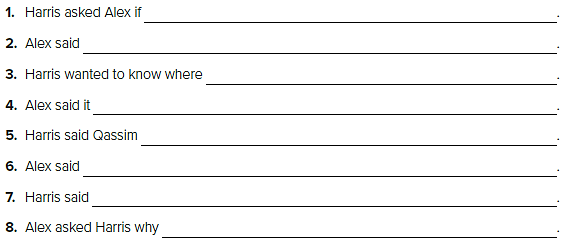 1. Harris asked Alex if .
2. Alex said .
3. Harris wanted to know where .
4. Alex said it .
5. Harris said Qassim .
6. Alex said .
7. Harris said .
8. Alex asked Harris why .